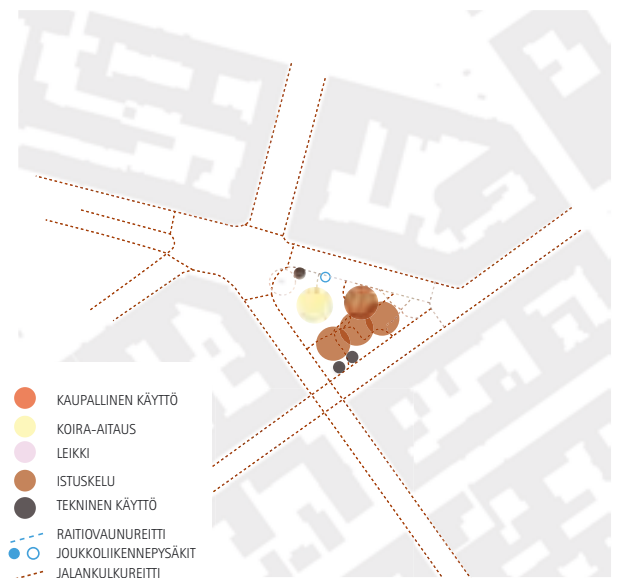 KAUPALLINEN KÄYTTÖ
KOIRA-AITAUS
LEIKKI
ISTUSKELU
TEKNINEN KÄYTTÖ
RAITIOVAUNUREITTI
JOUKKOLIIKENNEPYSÄKIT
JALANKULKUREITTI